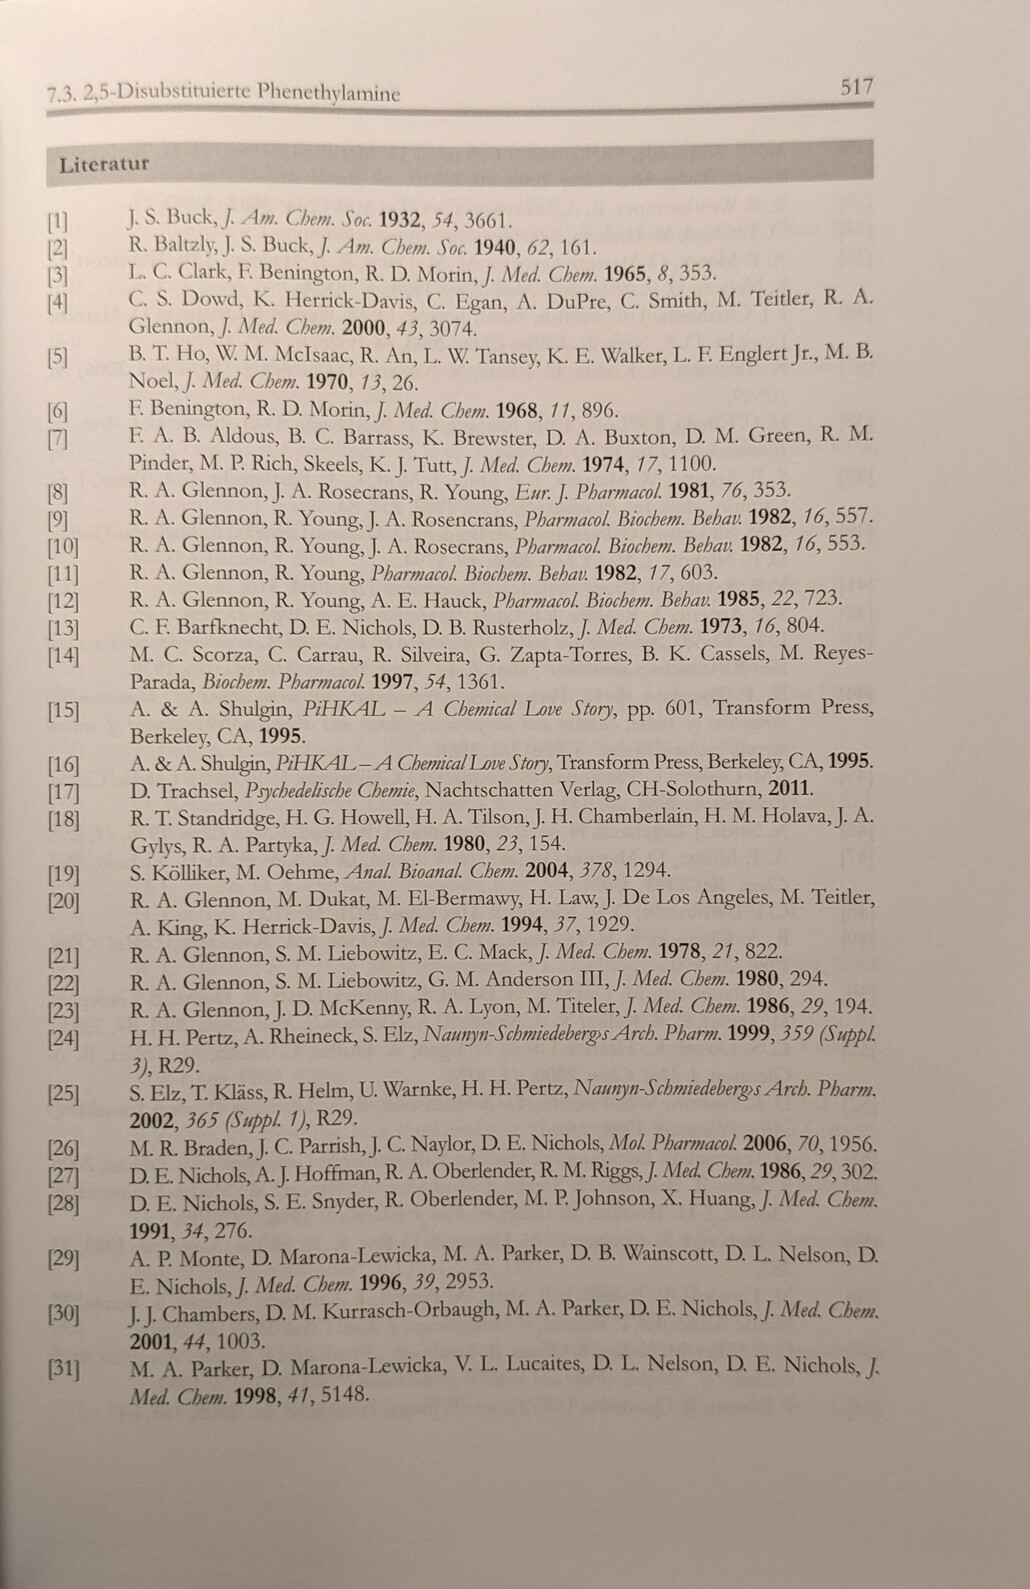 7.3. 2,5-Disubstituierte Phenethylamine 517
Literatur
[1] J. S. Buck, J. Am. Chem. Soc. 1932, 54, 3661.
[2] R. Baltzly, J. S. Buck, J. Am. Chem. Soc. 1940, 62, 161.
[3] L. C. Clark, F. Benington, R. D. Morin, J. Med. Chem. 1965, 8, 353.
[4] C. S. Dowd, K. Herrick-Davis, C. Egan, A. DuPre, C. Smith, M. Teitler, R. A.
Glennon, J. Med. Chem. 2000, 43, 3074.
[5] B. T. Ho, W. M. McIsaac, R. An, L. W. Tansey, K. E. Walker, L. F. Englert Jr., M. B.
Noel, J. Med. Chem. 1970, 13, 26.
[6] F. Benington, R. D. Morin, J. Med. Chem. 1968, 11, 896.
[7] F. A. B. Aldous, B. C. Barrass, K. Brewster, D. A. Buxton, D. M. Green, R. M.
Pinder, M. P. Rich, Skeels, K. J. Tutt, J. Med. Chem. 1974, 17, 1100.
[8] R. A. Glennon, J. A. Rosecrans, R. Young, Eur. J. Pharmacol. 1981, 76, 353.
[9] R. A. Glennon, R. Young, J. A. Rosencrans, Pharmacol. Biochem. Behav. 1982, 16, 557.
[10] R. A. Glennon, R. Young, J. A. Rosecrans, Pharmacol. Biochem. Behav. 1982, 16, 553.
[11] R. A. Glennon, R. Young, Pharmacol. Biochem. Behav. 1982, 17, 603.
[12] R. A. Glennon, R. Young, A. E. Hauck, Pharmacol. Biochem. Behav. 1985, 22, 723.
[13] C. F. Barfknecht, D. E. Nichols, D. B. Rusterholz, J. Med. Chem. 1973, 16, 804.
[14] M. C. Scorza, C. Carrau, R. Silveira, G. Zapta-Torres, B. K. Cassels, M. Reyes-
Parada, Biochem. Pharmacol. 1997, 54, 1361.
[15] A. & A. Shulgin, PiHKAL – A Chemical Love Story, pp. 601, Transform Press,
Berkeley, CA, 1995.
[16] A. & A. Shulgin, PiHKAL – A Chemical Love Story, Transform Press, Berkeley, CA, 1995.
[17] D. Trachsel, Psychedelische Chemie, Nachtschatten Verlag, CH-Solothurn, 2011.
[18] R. T. Standridge, H. G. Howell, H. A. Tilson, J. H. Chamberlain, H. M. Holava, J. A.
Gylys, R. A. Partyka, J. Med. Chem. 1980, 23, 154.
[19] S. Kölliker, M. Oehme, Anal. Bioanal. Chem. 2004, 378, 1294.
[20] R. A. Glennon, M. Dukat, M. El-Bermawy, H. Law, J. De Los Angeles, M. Teitler,
A. King, K. Herrick-Davis, J. Med. Chem. 1994, 37, 1929.
[21] R. A. Glennon, S. M. Liebowitz, E. C. Mack, J. Med. Chem. 1978, 21, 822.
[22] R. A. Glennon, S. M. Liebowitz, G. M. Anderson III, J. Med. Chem. 1980, 294.
[23] R. A. Glennon, J. D. McKenny, R. A. Lyon, M. Titeler, J. Med. Chem. 1986, 29, 194.
[24] H. H. Pertz, A. Rheineck, S. Elz, Naunyn-Schmiedeberg›s Arch. Pharm. 1999, 359 (Suppl.
3), R29.
[25] S. Elz, T. Kläss, R. Helm, U. Warnke, H. H. Pertz, Naunyn-Schmiedeberg›s Arch. Pharm.
2002, 365 (Suppl. 1), R29.
[26] M. R. Braden, J. C. Parrish, J. C. Naylor, D. E. Nichols, Mol. Pharmacol. 2006, 70, 1956.
[27] D. E. Nichols, A. J. Hoffman, R. A. Oberlender, R. M. Riggs, J. Med. Chem. 1986, 29, 302.
[28] D. E. Nichols, S. E. Snyder, R. Oberlender, M. P. Johnson, X. Huang, J. Med. Chem.
1991, 34, 276.
[29] A. P. Monte, D. Marona-Lewicka, M. A. Parker, D. B. Wainscott, D. L. Nelson, D.
E. Nichols, J. Med. Chem. 1996, 39, 2953.
[30] J. J. Chambers, D. M. Kurrasch-Orbaugh, M. A. Parker, D. E. Nichols, J. Med. Chem.
2001, 44, 1003.
[31] M. A. Parker, D. Marona-Lewicka, V. L. Lucaites, D. L. Nelson, D. E. Nichols, J.
Med. Chem. 1998, 41, 5148.